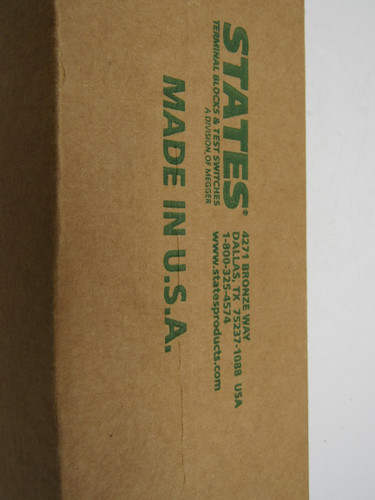 STATES®
TERMINAL BLOCKS & TEST SWITCHES
A DIVISION OF MEGGER
4271 BRONZE WAY
DALLAS, TX 75237-1088 USA
1-800-325-4574
www.statesproducts.com
MADE IN U.S.A.